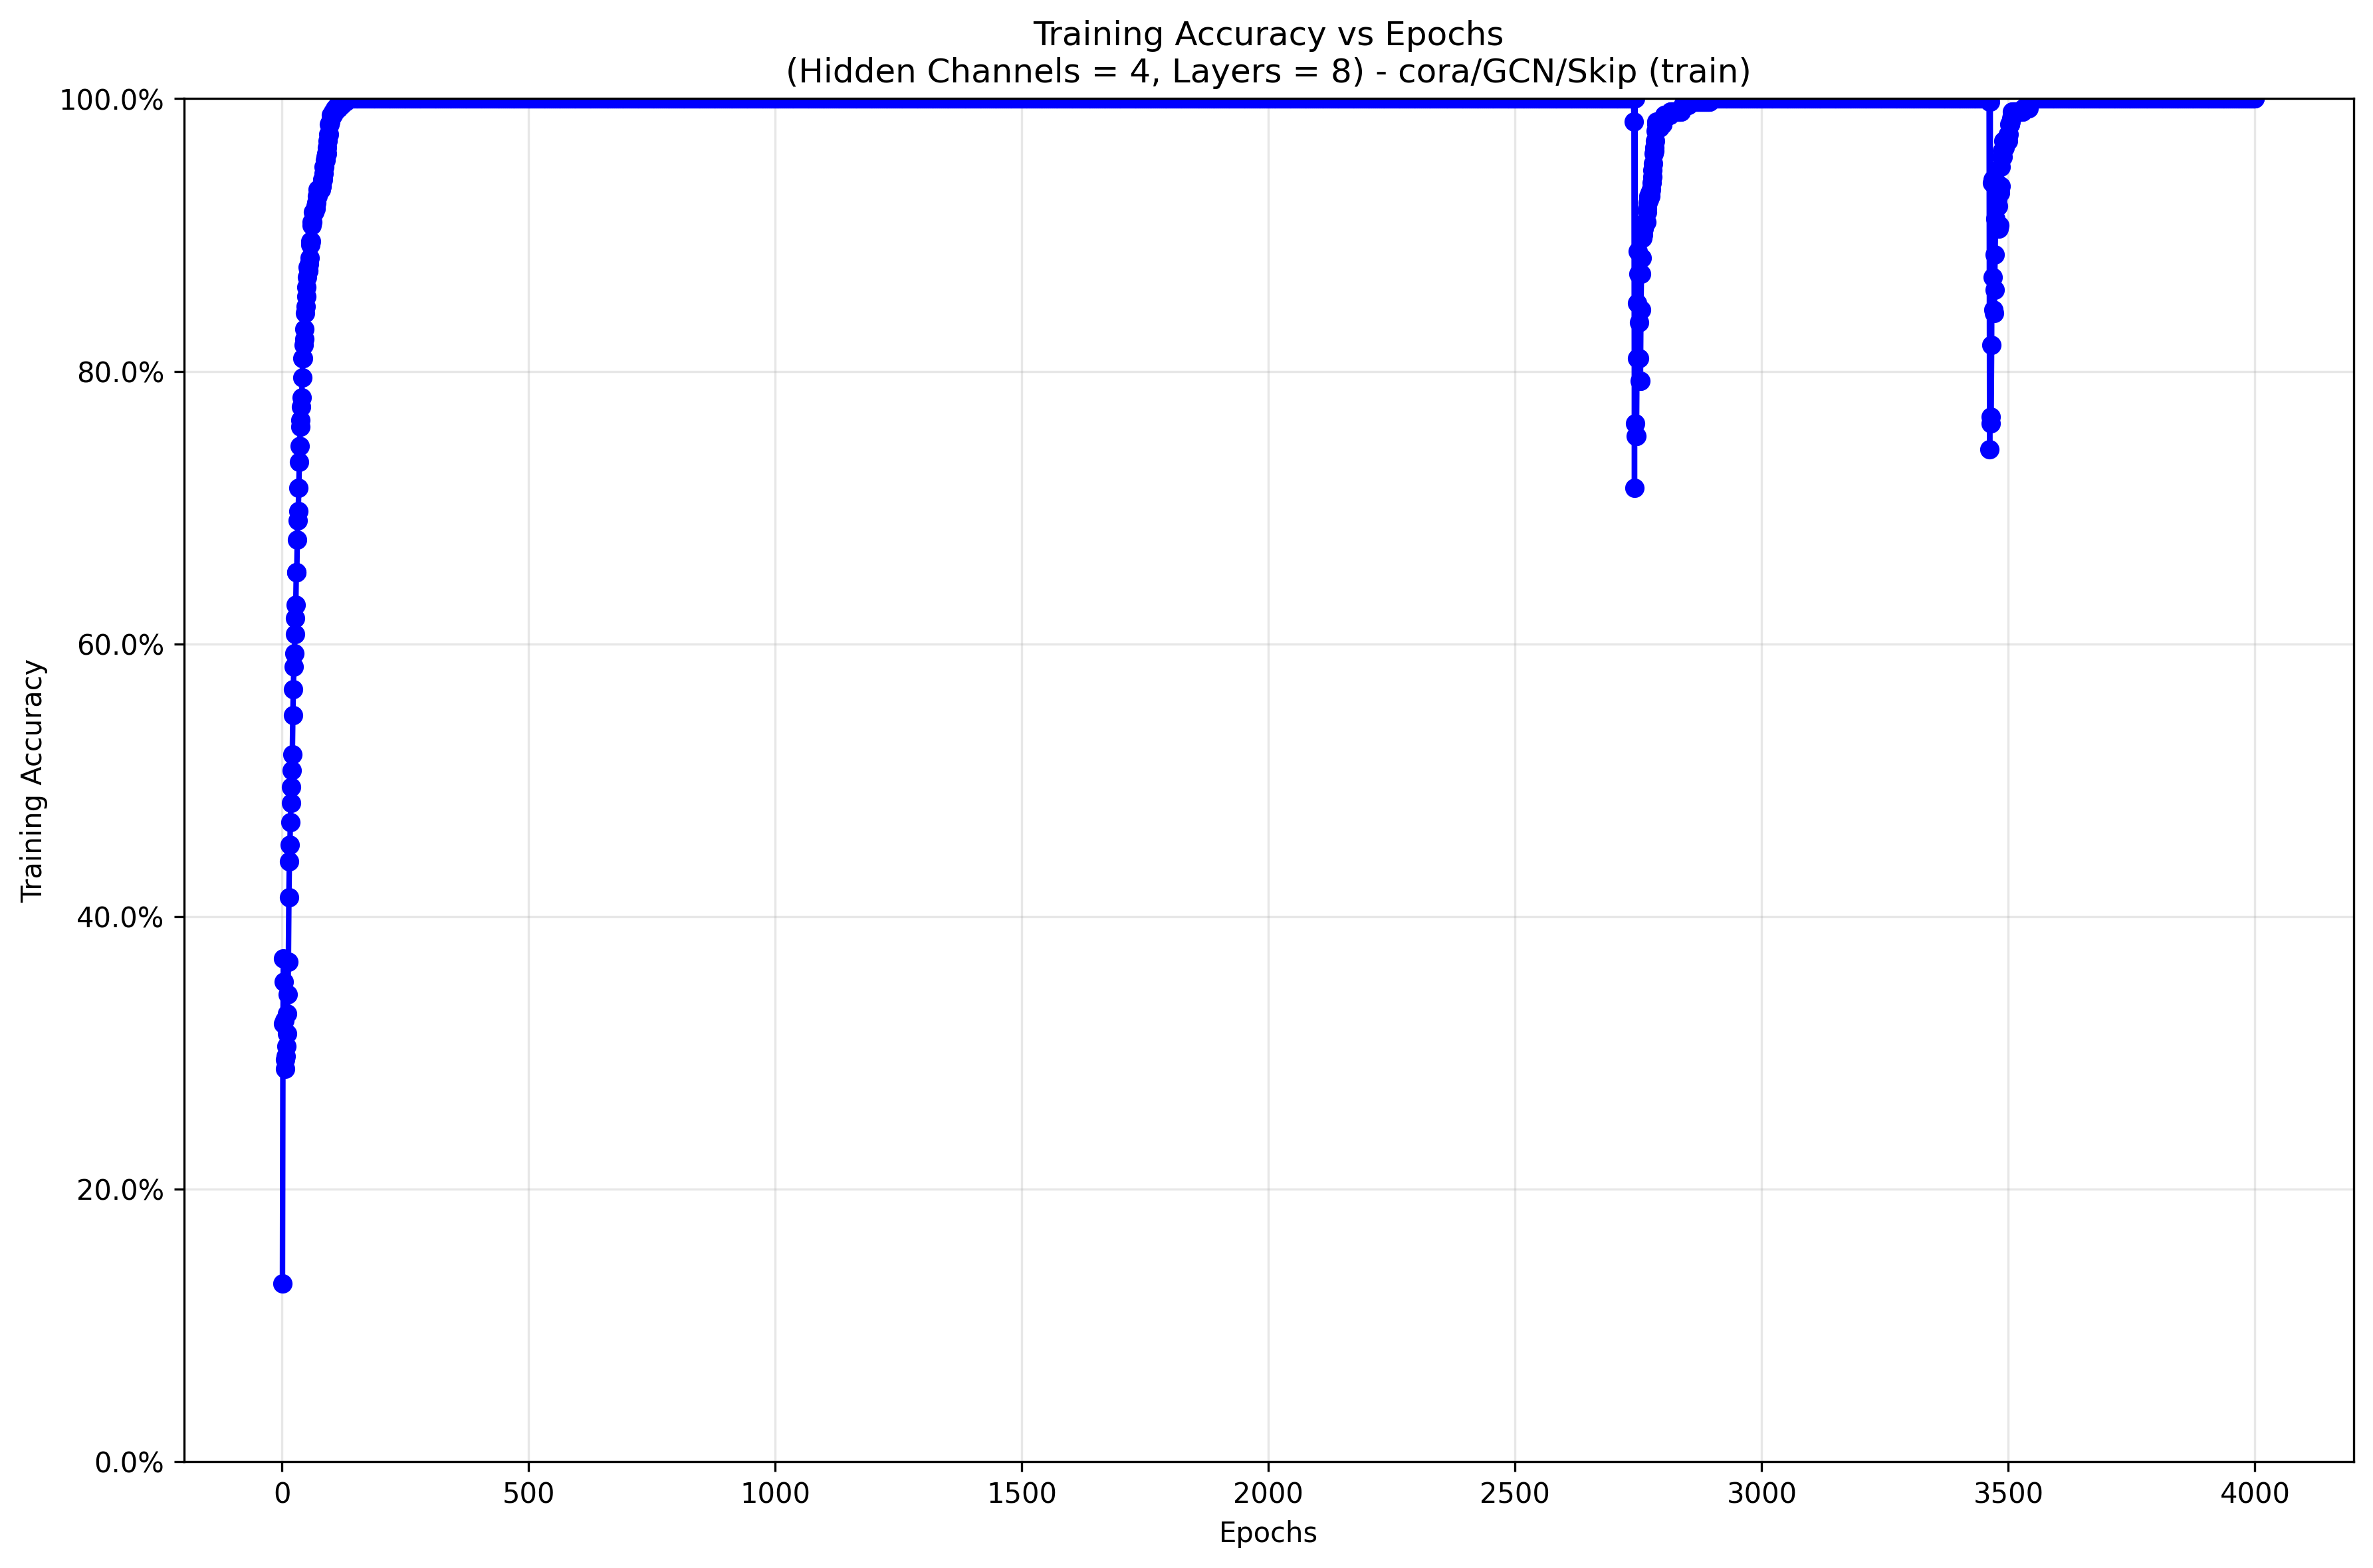 Training Accuracy vs Epochs
(Hidden Channels = 4, Layers = 8) - cora/GCN/Skip (train)
Training Accuracy
100.0%
80.0%
60.0%
40.0%
20.0%
0.0%
0 500 1000 1500 2000 2500 3000 3500 4000
Epochs